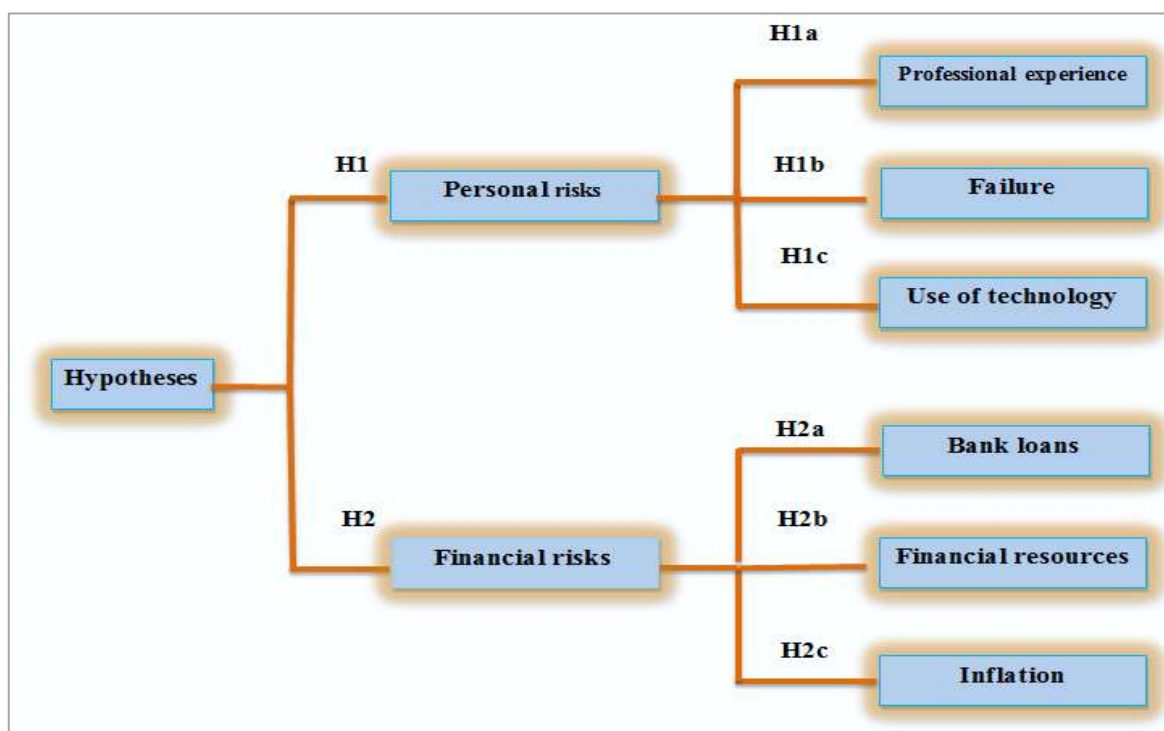 H1a
Professional experience
H1b
Failure
H1
Personal risks
H1c
Use of technology
Hypotheses
H2a
Bank loans
H2b
Financial resources
H2
Financial risks
H2c
Inflation